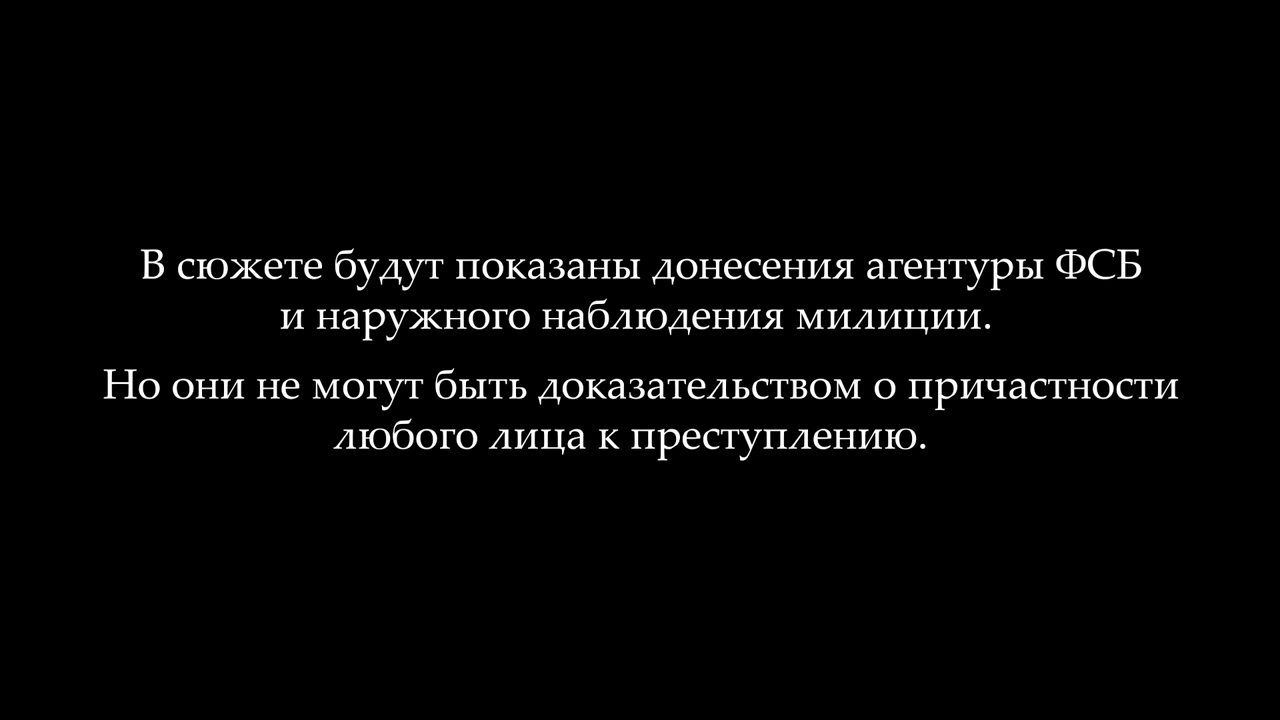 В сюжете будут показаны донесения агентуры ФСБ
и наружного наблюдения милиции.
Но они не могут быть доказательством о причастности
любого лица к преступлению.